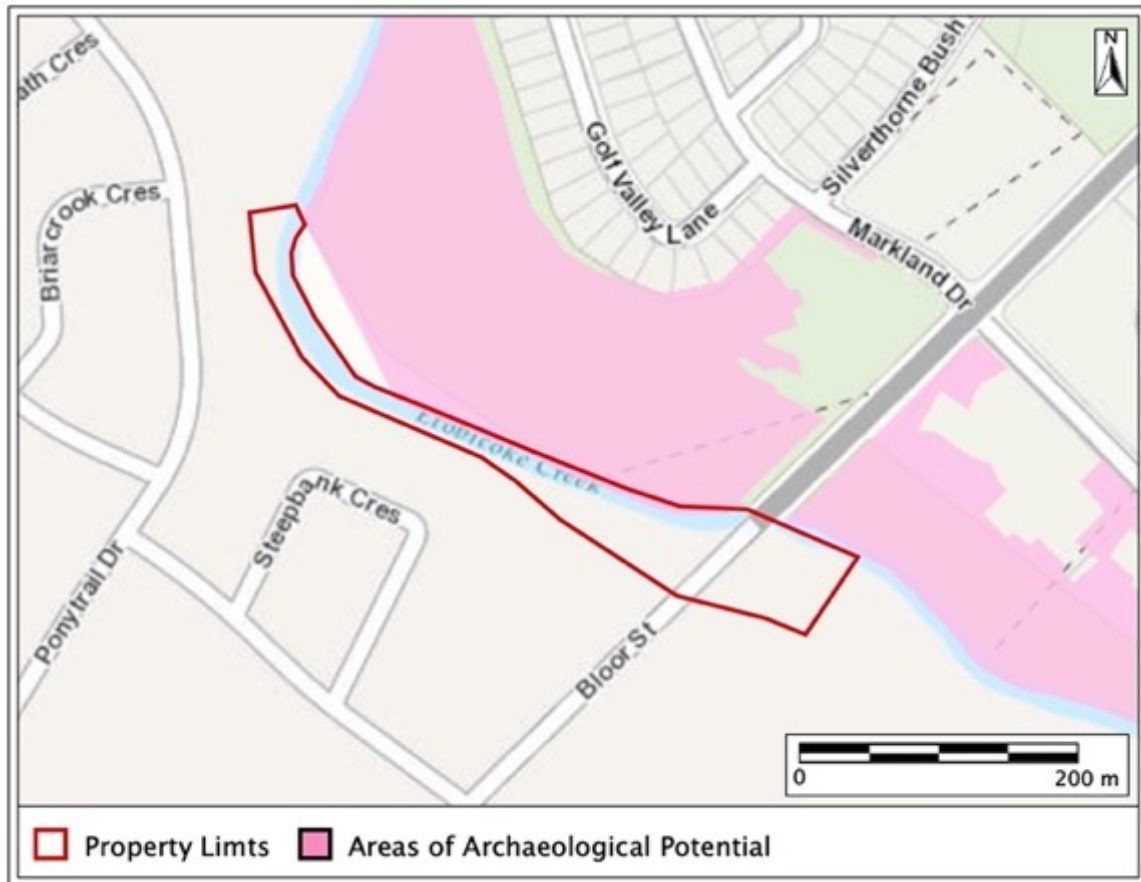 N
ath Cres
Briarcrook Cres
Golf Valley Lane
Silverthorne Bush
Markland Dr
Etobicoke Creek
Steepbank Cres
Ponytrail Dr
Bloor St
0 200 m
Property Limts
Areas of Archaeological Potential